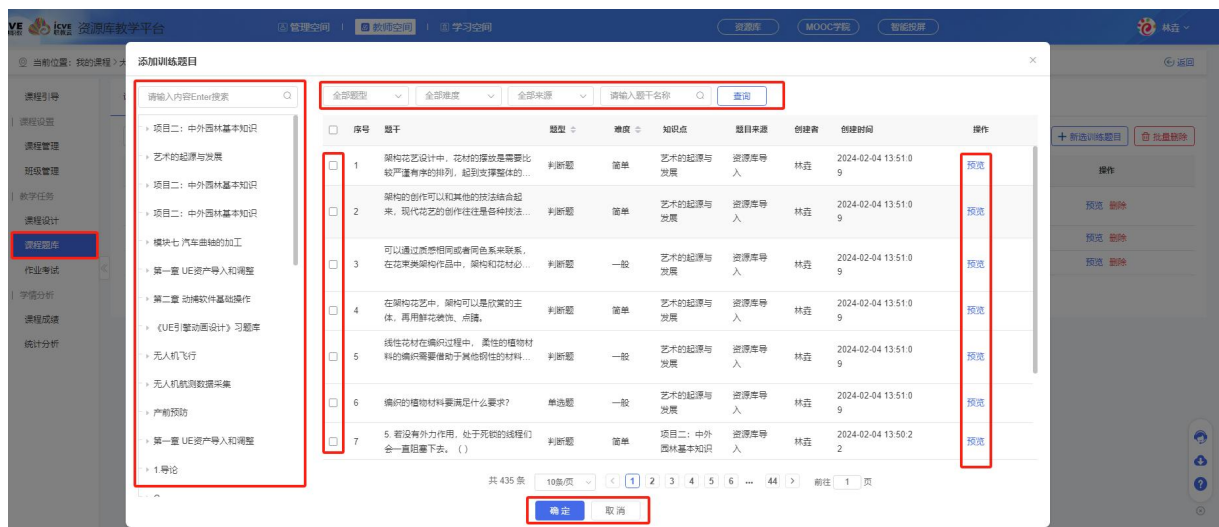 icve 资源库教学平台
管理空间 教师空间 学习空间
资源库 MOOC学院 智能投屏
林垚
当前位置：我的课程>大
返回
课程引导
课程设置
课程管理
班级管理
教学任务
课程设计
课程题库
作业考试
学情分析
课程成绩
统计分析
添加训练题目
请输入内容Enter搜索
项目二：中外园林基本知识
艺术的起源与发展
项目二：中外园林基本知识
项目二：中外园林基本知识
模块七 汽车曲轴的加工
第一章 UE资产导入和调整
第二章 动捕软件基础操作
《UE引擎动画设计》习题库
无人机飞行
无人机航测数据采集
产前预防
第一章 UE资产导入和调整
1.导论
全部题型 全部难度 全部来源 请输入题干名称 查询
序号 题干 题型 难度 知识点 题目来源 创建者 创建时间 操作
1 架构花艺设计中，花材的摆放是需要比 判断题 简单 艺术的起源与 资源库导 林垚 2024-02-04 13:51:0 预览
较严谨有序的排列，起到支撑整体的... 发展 入 9
2 架构的创作可以和其他的技法结合起 判断题 简单 艺术的起源与 资源库导 林垚 2024-02-04 13:51:0 预览
来，现代花艺的创作往往是各种技法... 发展 入 9
3 可以通过质感相同或者同色系来联系， 判断题 一般 艺术的起源与 资源库导 林垚 2024-02-04 13:51:0 预览
在花束类架构作品中，架构和花材必... 发展 入 9
4 在架构花艺中，架构可以是欣赏的主 判断题 简单 艺术的起源与 资源库导 林垚 2024-02-04 13:51:0 预览
体，再用鲜花装饰、点睛。 发展 入 9
5 线性花材在编织过程中， 柔性的植物材 判断题 一般 艺术的起源与 资源库导 林垚 2024-02-04 13:51:0 预览
料的编织需要借助于其他钢性的材料... 发展 入 9
6 编织的植物材料要满足什么要求? 单选题 一般 艺术的起源与 资源库导 林垚 2024-02-04 13:51:0 预览
发展 入 9
7 5. 若没有外力作用，处于死锁的线程们 判断题 简单 项目二：中外 资源库导 林垚 2024-02-04 13:50:2 预览
会一直阻塞下去。（） 园林基本知识 入 2
共 435 条 10条/页 < 1 2 3 4 5 6 ... 44 > 前往 1 页
确定 取消
+ 新选训练题目 批量删除
操作
预览 删除
预览 删除
预览 删除